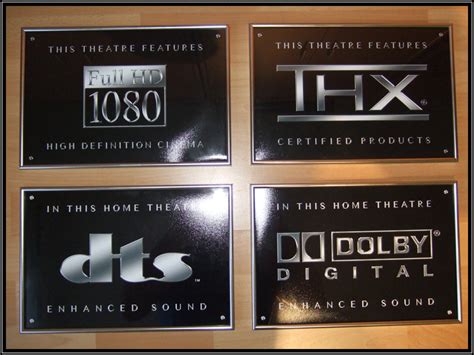 THIS THEATRE FEATURES
Full HD
1080
HIGH DEFINITION CINEMA
THIS THEATRE FEATURES
THX®
CERTIFIED PRODUCTS
IN THIS HOME THEATRE
dts™
ENHANCED SOUND
IN THIS HOME THEATRE
DOLBY®
DIGITAL
ENHANCED SOUND